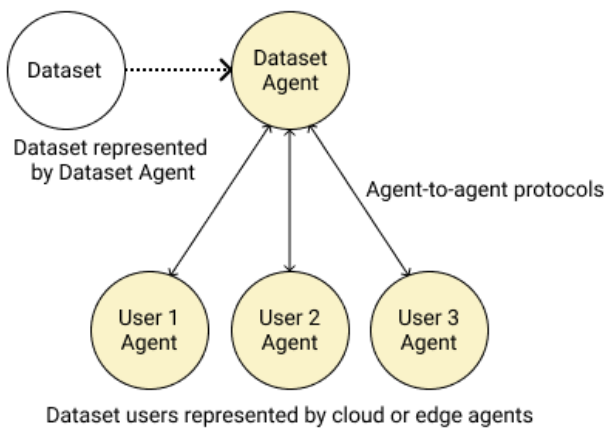 Dataset
Dataset
Agent
Dataset represented
by Dataset Agent
Agent-to-agent protocols
User 1
Agent
User 2
Agent
User 3
Agent
Dataset users represented by cloud or edge agents